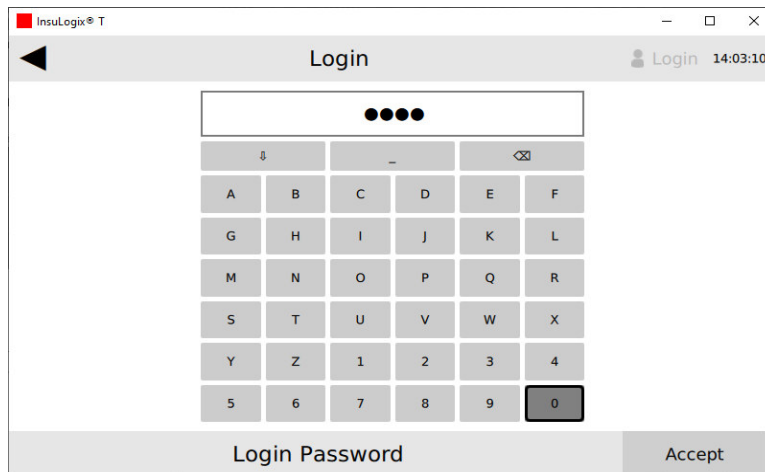 InsuLogix® T
Login
Login 14:03:10
●●●●
⇩ _ ⌫
A B C D E F
G H I J K L
M N O P Q R
S T U V W X
Y Z 1 2 3 4
5 6 7 8 9 0
Login Password
Accept